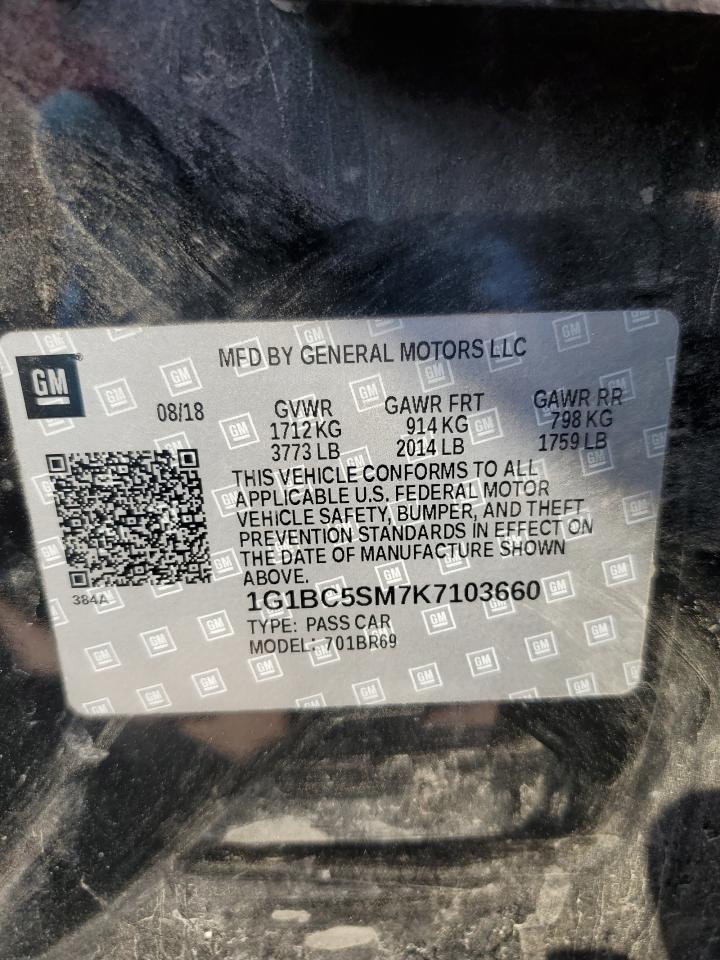 GM
MFD BY GENERAL MOTORS LLC
08/18
GVWR
1712 KG
3773 LB
GAWR FRT
914 KG
2014 LB
GAWR RR
798 KG
1759 LB
THIS VEHICLE CONFORMS TO ALL
APPLICABLE U.S. FEDERAL MOTOR
VEHICLE SAFETY, BUMPER, AND THEFT
PREVENTION STANDARDS IN EFFECT ON
THE DATE OF MANUFACTURE SHOWN
ABOVE.
384A
1G1BC5SM7K7103660
TYPE: PASS CAR
MODEL: 701BR69